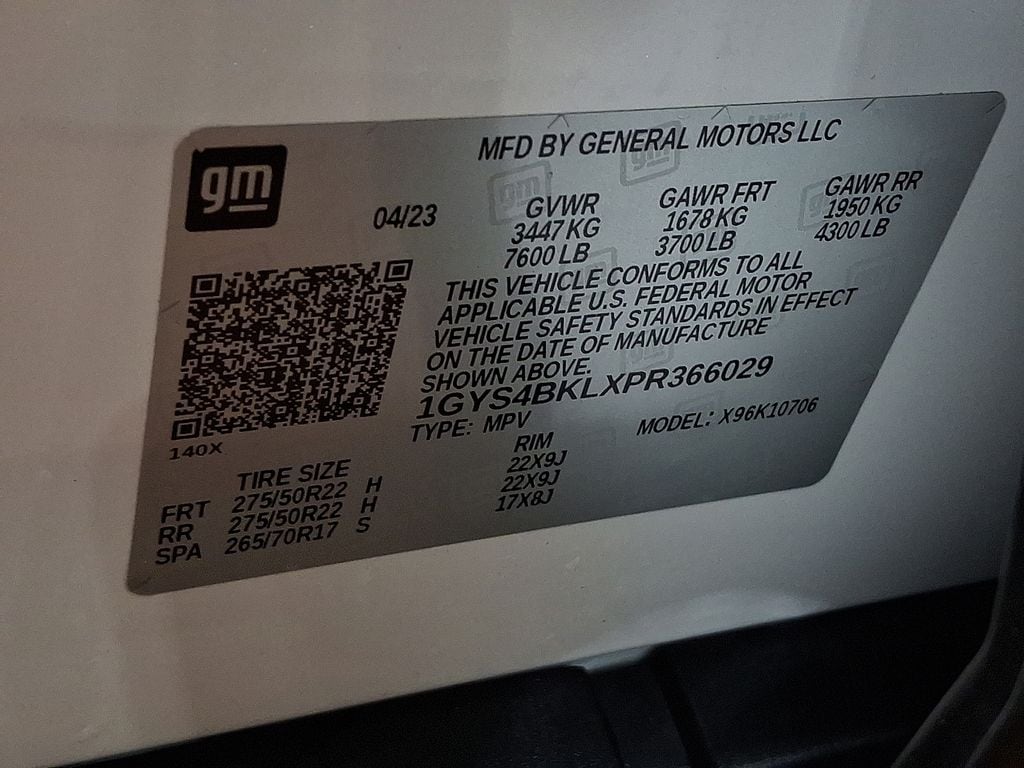 gm
MFD BY GENERAL MOTORS LLC
04/23
GVWR GAWR FRT GAWR RR
3447 KG 1678 KG 1950 KG
7600 LB 3700 LB 4300 LB
THIS VEHICLE CONFORMS TO ALL
APPLICABLE U.S. FEDERAL MOTOR
VEHICLE SAFETY STANDARDS IN EFFECT
ON THE DATE OF MANUFACTURE
SHOWN ABOVE.
1GYS4BKLXPR366029
TYPE: MPV MODEL: X96K10706
140X
TIRE SIZE RIM
FRT 275/50R22 H 22X9J
RR 275/50R22 H 22X9J
SPA 265/70R17 S 17X8J